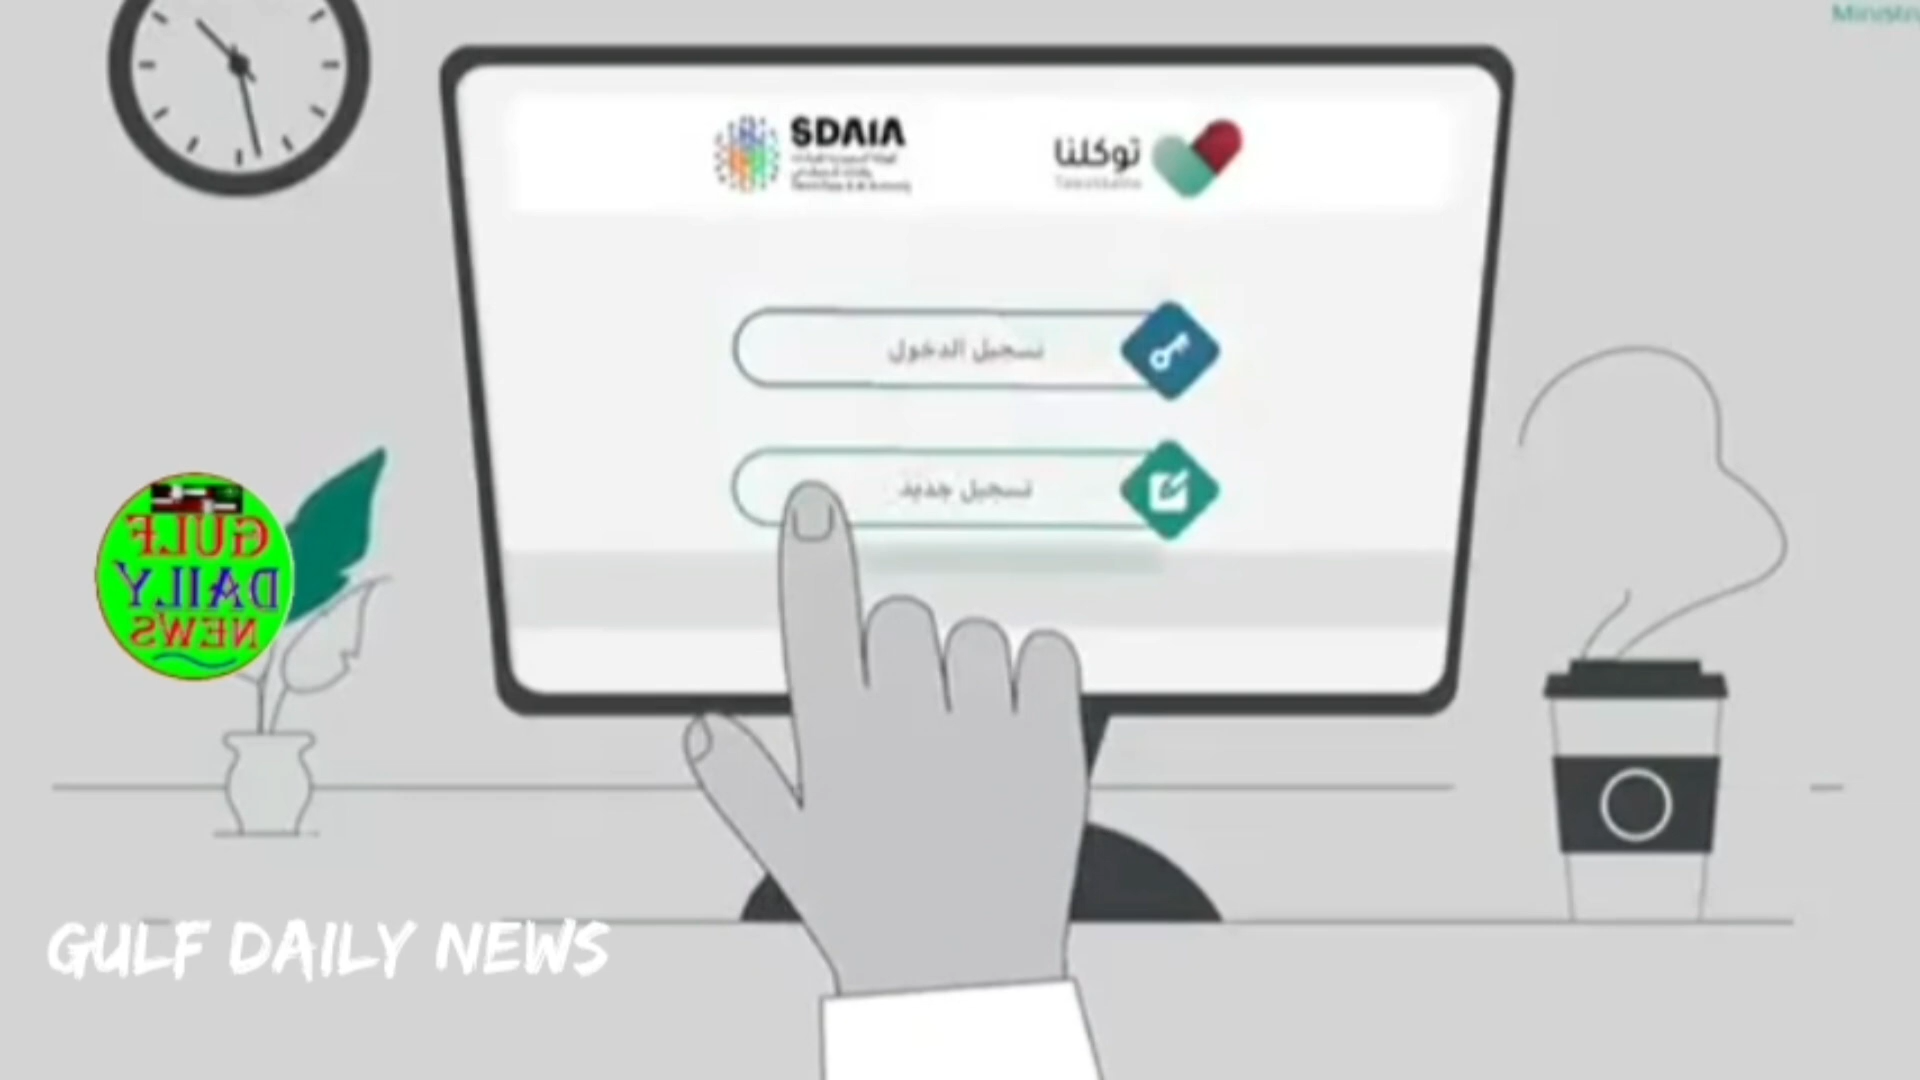 SDAIA
توكلنا
Tawakkalna
تسجيل الدخول
تسجيل جديد
GULF
DAILY
NEWS
GULF DAILY NEWS